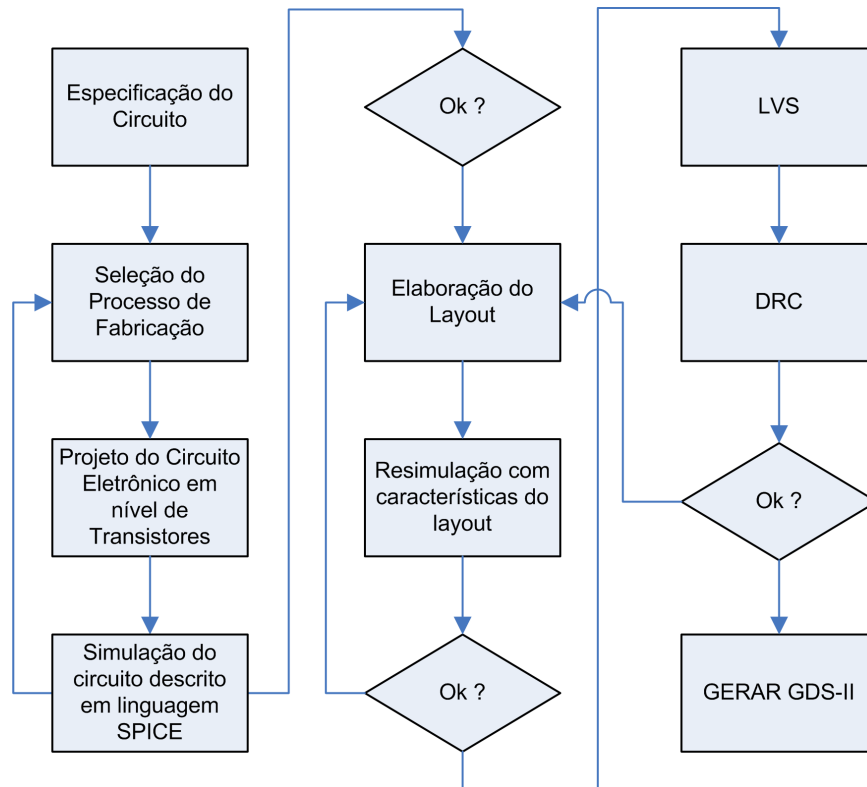 Especificação do
Circuito
Seleção do
Processo de
Fabricação
Projeto do Circuito
Eletrônico em
nível de
Transistores
Simulação do
circuito descrito
em linguagem
SPICE
Ok ?
Elaboração do
Layout
Resimulação com
características do
layout
Ok ?
LVS
DRC
Ok ?
GERAR GDS-II